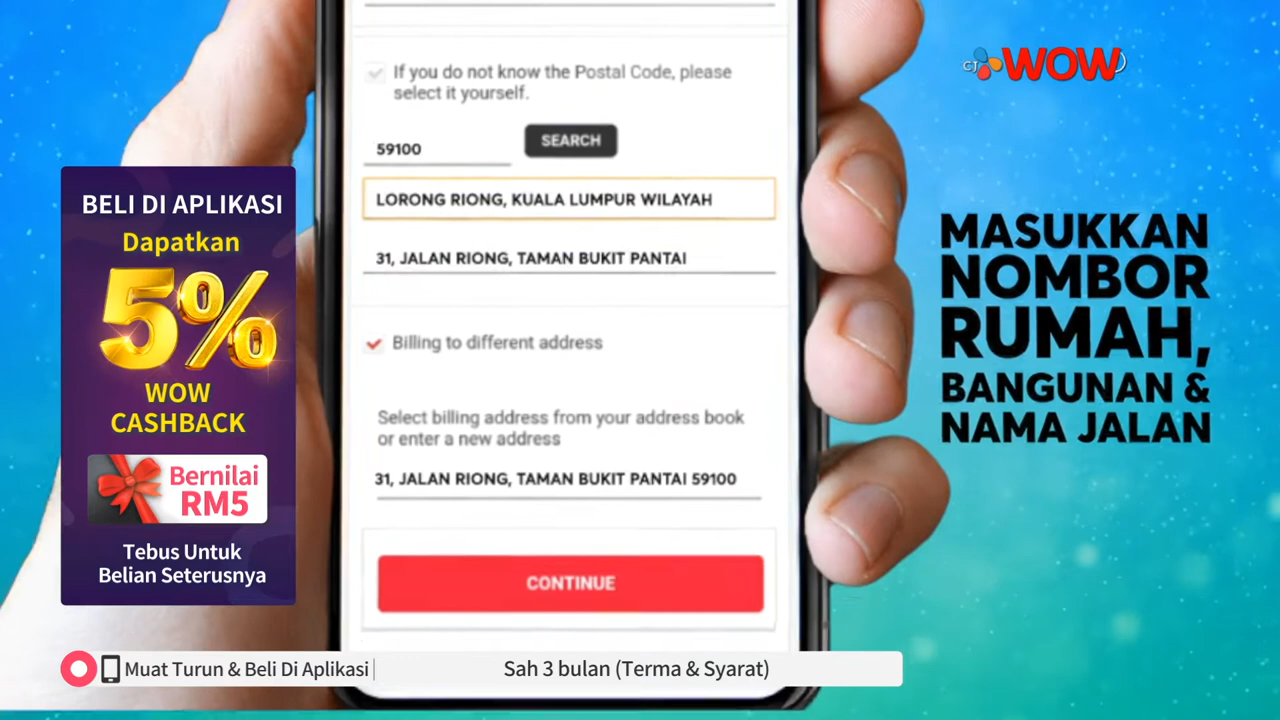 If you do not know the Postal Code, please
select it yourself.
59100
SEARCH
LORONG RIONG, KUALA LUMPUR WILAYAH
31, JALAN RIONG, TAMAN BUKIT PANTAI
Billing to different address
Select billing address from your address book
or enter a new address
31, JALAN RIONG, TAMAN BUKIT PANTAI 59100
CONTINUE
CJ WOW
BELI DI APLIKASI
Dapatkan
5%
WOW
CASHBACK
Bernilai
RM5
Tebus Untuk
Belian Seterusnya
MASUKKAN
NOMBOR
RUMAH,
BANGUNAN &
NAMA JALAN
Muat Turun & Beli Di Aplikasi
Sah 3 bulan (Terma & Syarat)